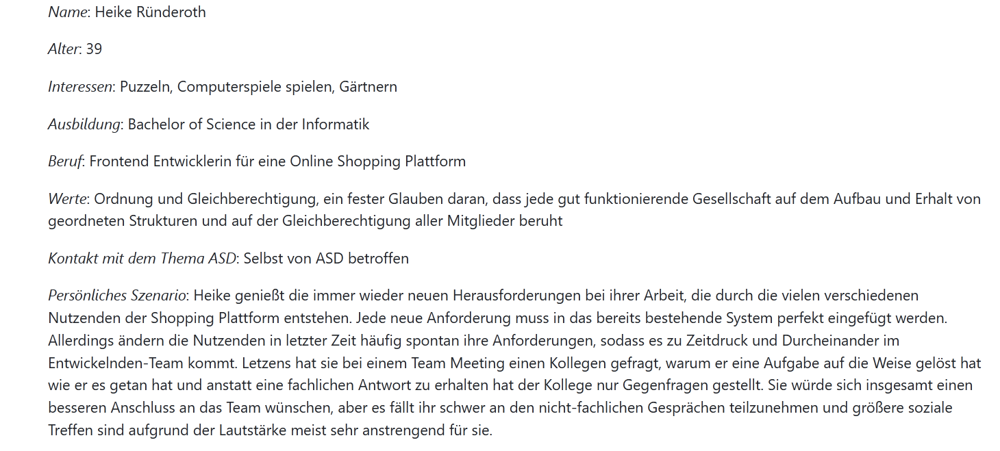 Name: Heike Ründeroth
Alter: 39
Interessen: Puzzeln, Computerspiele spielen, Gärtnern
Ausbildung: Bachelor of Science in der Informatik
Beruf: Frontend Entwicklerin für eine Online Shopping Plattform
Werte: Ordnung und Gleichberechtigung, ein fester Glauben daran, dass jede gut funktionierende Gesellschaft auf dem Aufbau und Erhalt von
geordneten Strukturen und auf der Gleichberechtigung aller Mitglieder beruht
Kontakt mit dem Thema ASD: Selbst von ASD betroffen
Persönliches Szenario: Heike genießt die immer wieder neuen Herausforderungen bei ihrer Arbeit, die durch die vielen verschiedenen
Nutzenden der Shopping Plattform entstehen. Jede neue Anforderung muss in das bereits bestehende System perfekt eingefügt werden.
Allerdings ändern die Nutzenden in letzter Zeit häufig spontan ihre Anforderungen, sodass es zu Zeitdruck und Durcheinander im
Entwickelnden-Team kommt. Letzens hat sie bei einem Team Meeting einen Kollegen gefragt, warum er eine Aufgabe auf die Weise gelöst hat
wie er es getan hat und anstatt eine fachlichen Antwort zu erhalten hat der Kollege nur Gegenfragen gestellt. Sie würde sich insgesamt einen
besseren Anschluss an das Team wünschen, aber es fällt ihr schwer an den nicht-fachlichen Gesprächen teilzunehmen und größere soziale
Treffen sind aufgrund der Lautstärke meist sehr anstrengend für sie.